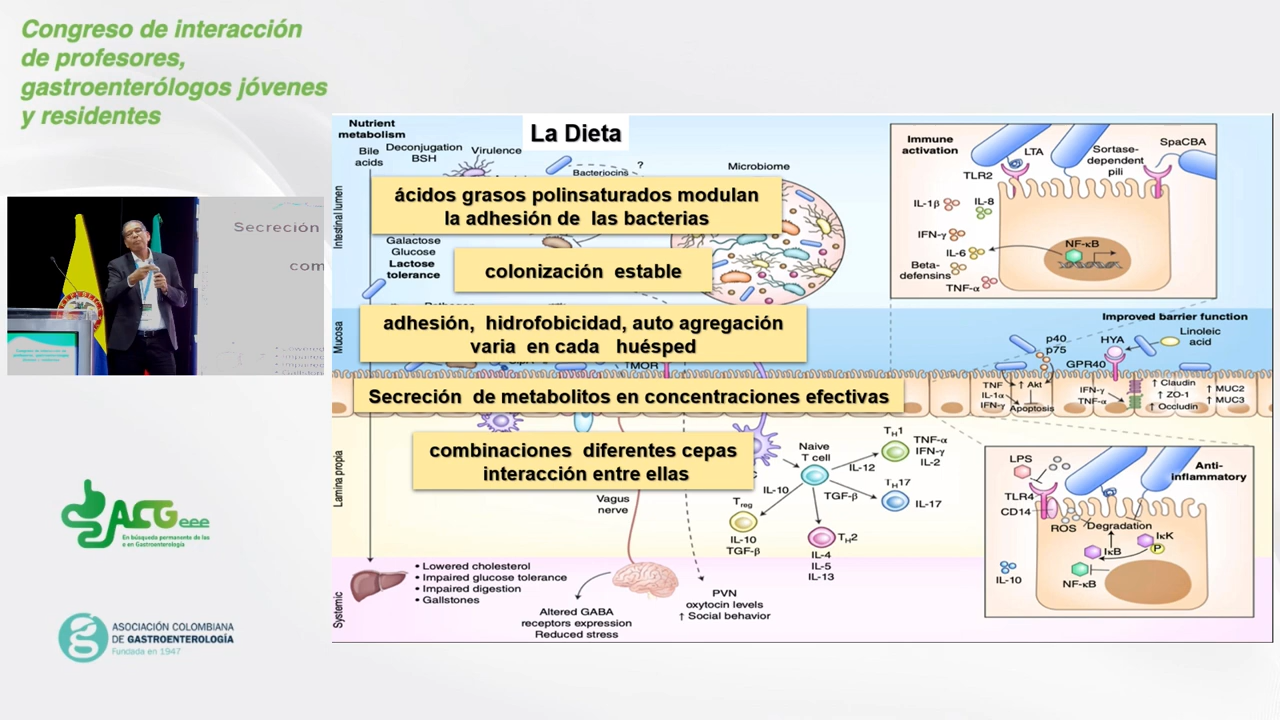 Congreso de interacción
de profesores,
gastroenterólogos jóvenes
y residentes
Secreción
com
ACG eee
En búsqueda permanente de las
e en Gastroenterología
ASOCIACIÓN COLOMBIANA
DE GASTROENTEROLOGÍA
Fundada en 1947
La Dieta
Nutrient
metabolism
Bile
acids
Deconjugation
BSH
Virulence
Bacteriocins
?
Microbiome
Intestinal lumen
ácidos grasos polinsaturados modulan
la adhesión de las bacterias
Galactose
Glucose
Lactose
tolerance
colonización estable
Mucosa
adhesión, hidrofobicidad, auto agregación
varia en cada huésped
↑MOR
Secreción de metabolitos en concentraciones efectivas
combinaciones diferentes cepas
interacción entre ellas
Lamina propia
Vagus
nerve
Naive
T cell
IL-10
IL-12
TGF-β
Treg
IL-10
TGF-β
TH1
TNF-α
IFN-γ
IL-2
TH17
IL-17
TH2
IL-4
IL-5
IL-13
Systemic
• Lowered cholesterol
• Impaired glucose tolerance
• Impaired digestion
• Gallstones
Altered GABA
receptors expression
Reduced stress
PVN
oxytocin levels
↑ Social behavior
Immune
activation
LTA
TLR2
Sortase-
dependent
pili
SpaCBA
IL-1β
IL-8
IFN-γ
IL-6
Beta-
defensins
TNF-α
NF-κB
Improved barrier function
p40
p75
HYA
Linoleic
acid
GPR40
TNF
IL-1α
IFN-γ
↑ Akt
Apoptosis
IFN-γ
TNF-α
↑ Claudin
↑ ZO-1
↑ Occludin
↑ MUC2
↑ MUC3
LPS
Anti-
inflammatory
TLR4
CD14
ROS
Degradation
IκB
IκK
P
NF-κB
IL-10